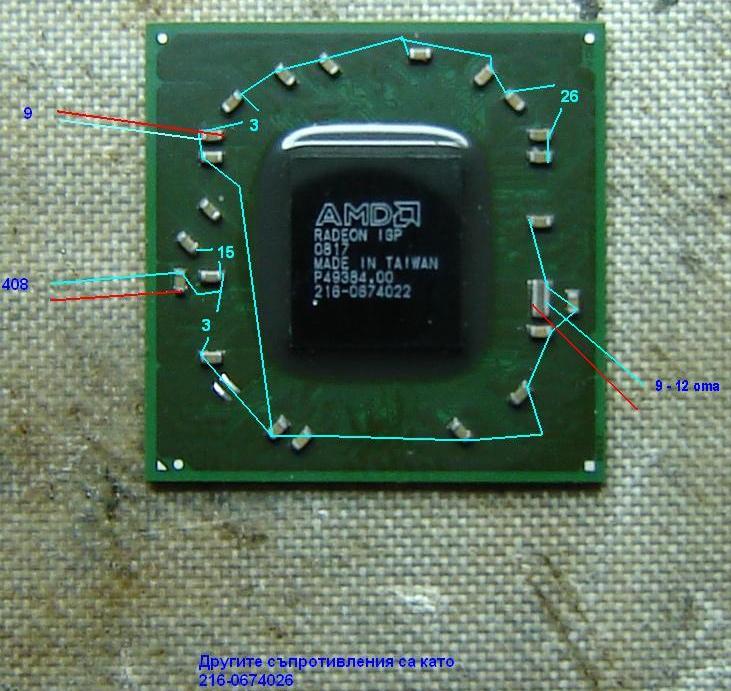 9
3
26
AMD
RADEON IGP
0817
MADE IN TAIWAN
P49384.00
216-0674022
15
408
3
9 - 12 oma
Другите съпротивления са като
216-0674026